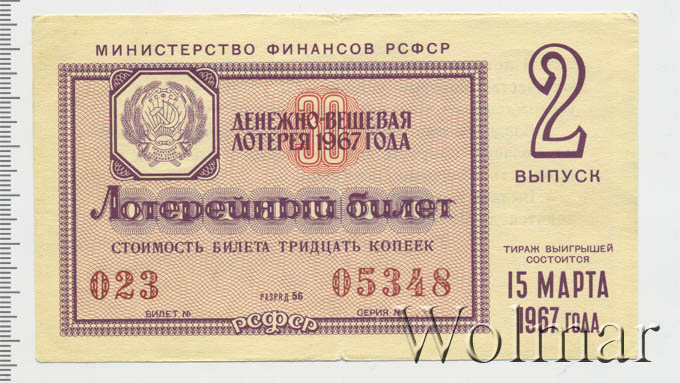 МИНИСТЕРСТВО ФИНАНСОВ РСФСР
30
ДЕНЕЖНО-ВЕЩЕВАЯ
ЛОТЕРЕЯ 1967 ГОДА
Лотерейный билет
СТОИМОСТЬ БИЛЕТА ТРИДЦАТЬ КОПЕЕК
023
РАЗРЯД 56
05348
БИЛЕТ №
СЕРИЯ №
РСФСР
2
ВЫПУСК
ТИРАЖ ВЫИГРЫШЕЙ
СОСТОИТСЯ
15 МАРТА
1967 ГОДА
Wolmar